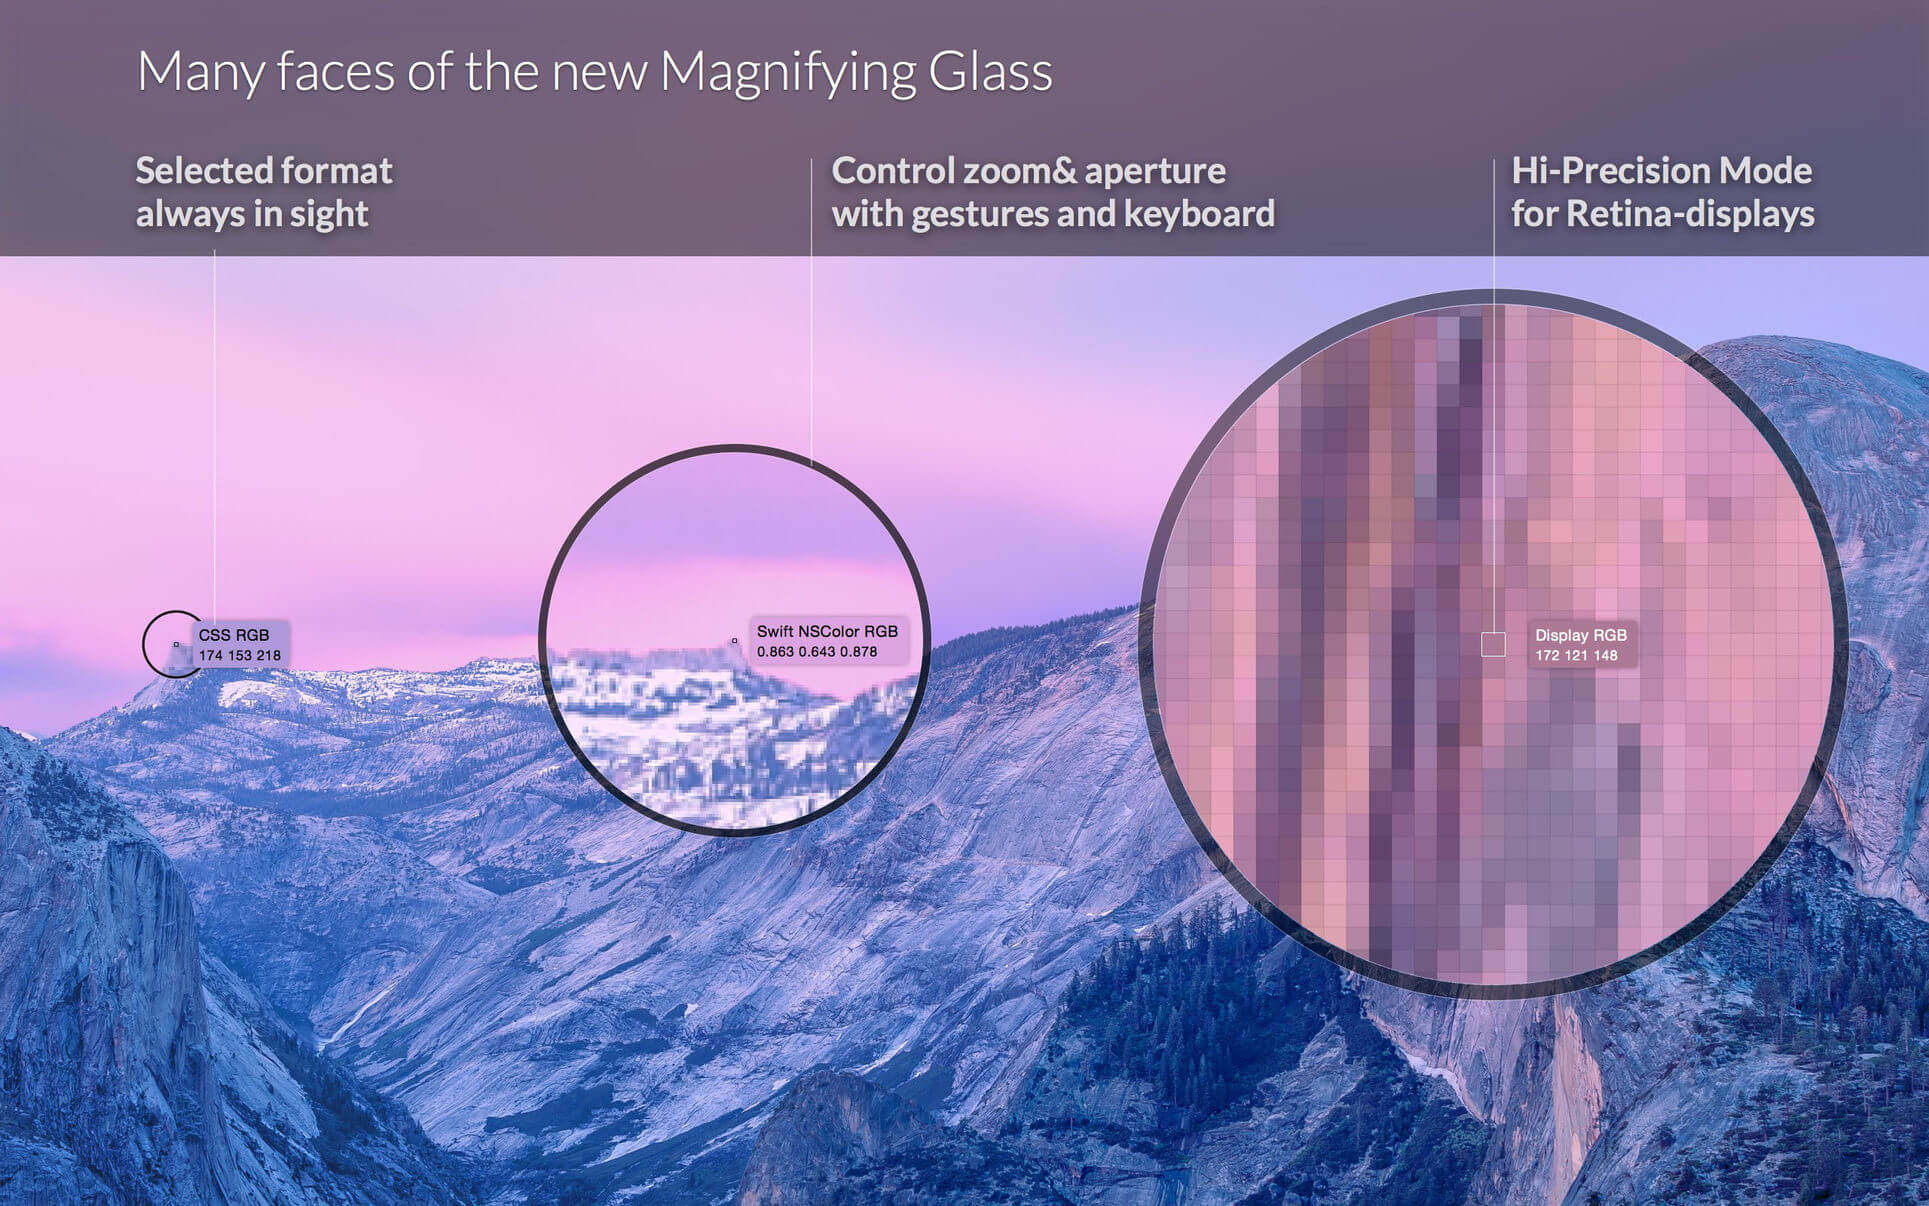 Many faces of the new Magnifying Glass
Selected format
always in sight
Control zoom& aperture
with gestures and keyboard
Hi-Precision Mode
for Retina-displays
CSS RGB
174 153 218
Swift NSColor RGB
0.863 0.643 0.878
Display RGB
172 121 148